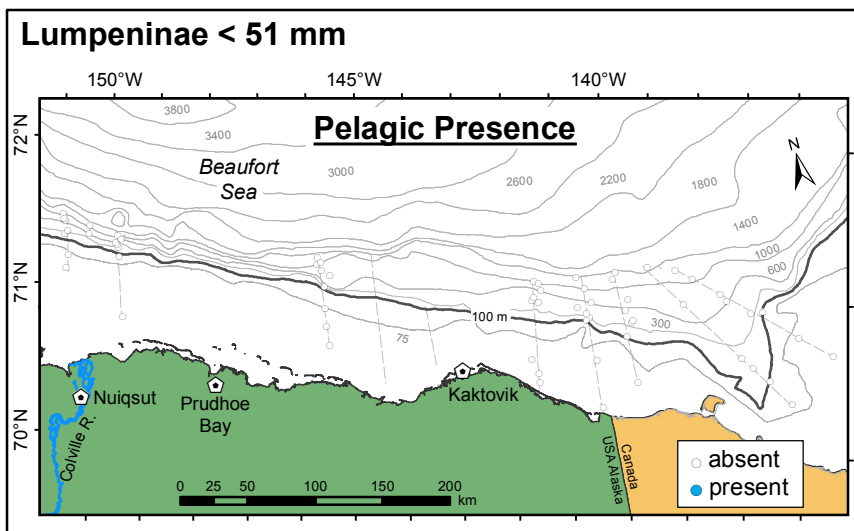 Lumpeninae < 51 mm
150°W
145°W
140°W
72°N
71°N
70°N
Pelagic Presence
Beaufort
Sea
N
3800
3400
3000
2600
2200
1800
1400
1000
600
300
100 m
75
Nuiqsut
Prudhoe
Bay
Kaktovik
Colville R.
USA Alaska
Canada
0 25 50 100 150 200
km
absent
present